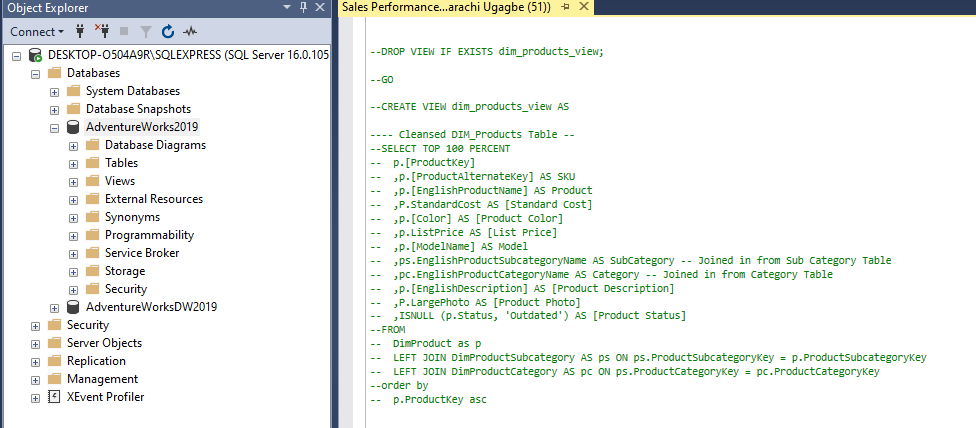 Object Explorer
Connect
DESKTOP-O504A9R\SQLEXPRESS (SQL Server 16.0.105
Databases
System Databases
Database Snapshots
AdventureWorks2019
Database Diagrams
Tables
Views
External Resources
Synonyms
Programmability
Service Broker
Storage
Security
AdventureWorksDW2019
Security
Server Objects
Replication
Management
XEvent Profiler
Sales Performance...arachi Ugagbe (51))
--DROP VIEW IF EXISTS dim_products_view;
--GO
--CREATE VIEW dim_products_view AS
---- Cleansed DIM_Products Table --
--SELECT TOP 100 PERCENT
--  p.[ProductKey]
--  ,p.[ProductAlternateKey] AS SKU
--  ,p.[EnglishProductName] AS Product
--  ,P.StandardCost AS [Standard Cost]
--  ,p.[Color] AS [Product Color]
--  ,p.ListPrice AS [List Price]
--  ,p.[ModelName] AS Model
--  ,ps.EnglishProductSubcategoryName AS SubCategory -- Joined in from Sub Category Table
--  ,pc.EnglishProductCategoryName AS Category -- Joined in from Category Table
--  ,p.[EnglishDescription] AS [Product Description]
--  ,P.LargePhoto AS [Product Photo]
--  ,ISNULL (p.Status, 'Outdated') AS [Product Status]
--FROM
--  DimProduct as p
--  LEFT JOIN DimProductSubcategory AS ps ON ps.ProductSubcategoryKey = p.ProductSubcategoryKey
--  LEFT JOIN DimProductCategory AS pc ON ps.ProductCategoryKey = pc.ProductCategoryKey
--order by
--  p.ProductKey asc